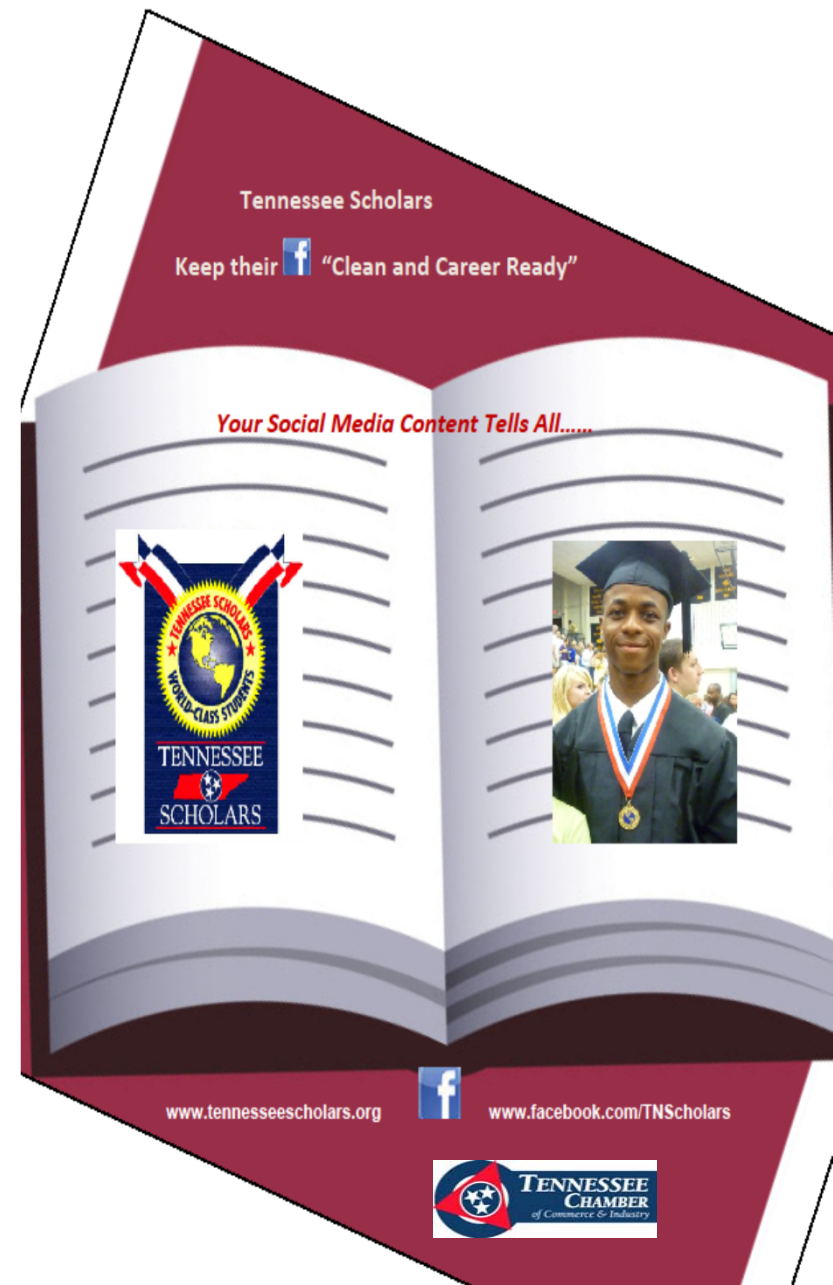 Tennessee Scholars
Keep their f “Clean and Career Ready”
Your Social Media Content Tells All......
TENNESSEE SCHOLARS
WORLD-CLASS STUDENTS
TENNESSEE
SCHOLARS
www.tennesseescholars.org f www.facebook.com/TNScholars
TENNESSEE
CHAMBER
of Commerce & Industry